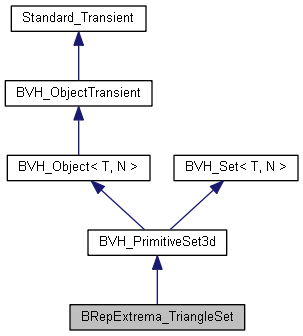 Standard_Transient
BVH_ObjectTransient
BVH_Object< T, N >
BVH_Set< T, N >
BVH_PrimitiveSet3d
BRepExtrema_TriangleSet